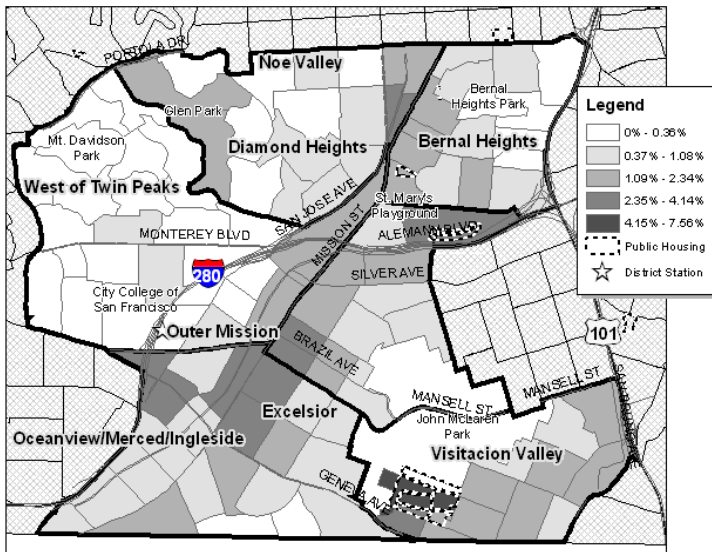 PORTOLA DR
Noe Valley
Glen Park
Bernal
Heights Park
Mt. Davidson
Park
Diamond Heights
Bernal Heights
West of Twin Peaks
SAN JOSE AVE
St. Mary's
Playground
MONTEREY BLVD
MISSION ST
ALEMANY BLVD
280
SILVER AVE
City College of
San Francisco
Outer Mission
BRAZIL AVE
101
MANSELL ST
MANSELL ST
Excelsior
John McLaren
Park
Oceanview/Merced/Ingleside
Visitacion Valley
GENEVA AVE
Legend
0% - 0.36%
0.37% - 1.08%
1.09% - 2.34%
2.35% - 4.14%
4.15% - 7.56%
Public Housing
District Station